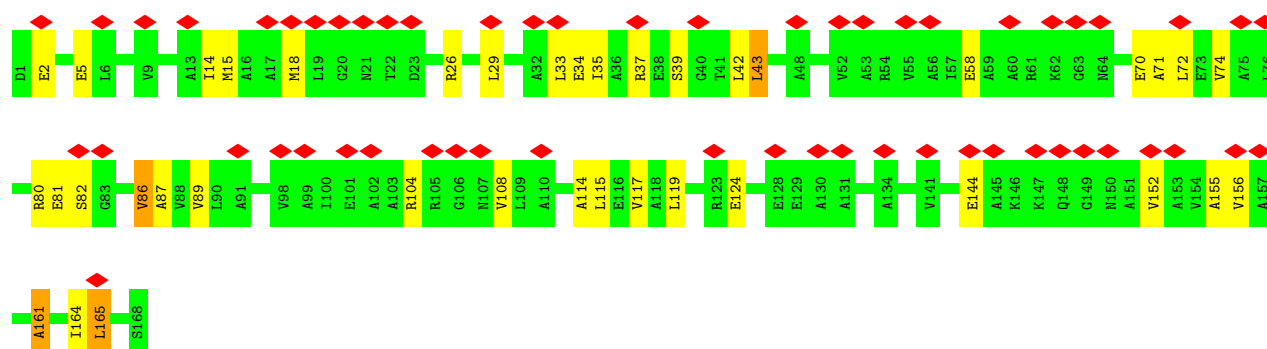 D1 E2 E5 L6 V9 A13 I14 M15 A16 A17 M18 L19 G20 N21 T22 D23 R26 L29 A32 L33 E34 I35 A36 R37 E38 S39 G40 T41 L42 L43 A48 V52 A53 R54 V55 A56 I57 E58 A59 A60 R61 K62 G63 N64 E70 A71 L72 E73 V74 A75 L76
R80 E81 S82 G83 V86 A87 V88 V89 L90 A91 V98 A99 I100 E101 A102 A103 R104 R105 G106 N107 V108 L109 A110 A114 L115 E116 V117 A118 L119 R123 E124 E128 E129 A130 A131 A134 V141 E144 A145 K146 K147 Q148 G149 N150 A151 V152 A153 V154 A155 V156 A157
A161 I164 L165 S168